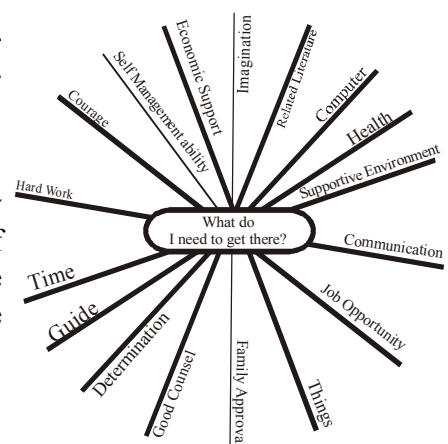 Imagination
Related Literature
Computer
Health
Supportive Environment
Communication
Job Opportunity
Things
Family Approva
Good Counsel
Determination
Guide
Time
Hard Work
Courage
Self Management ability
Economic Support
What do
I need to get there?